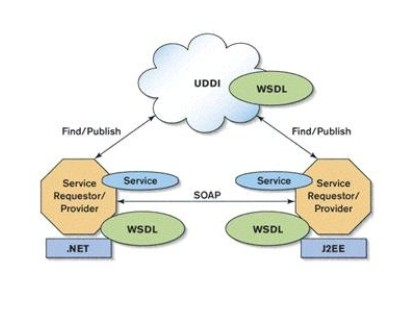 UDDI
WSDL
Find/Publish
Find/Publish
Service
Requestor/
Provider
Service
SOAP
Service
Service
Requestor/
Provider
WSDL
WSDL
.NET
J2EE